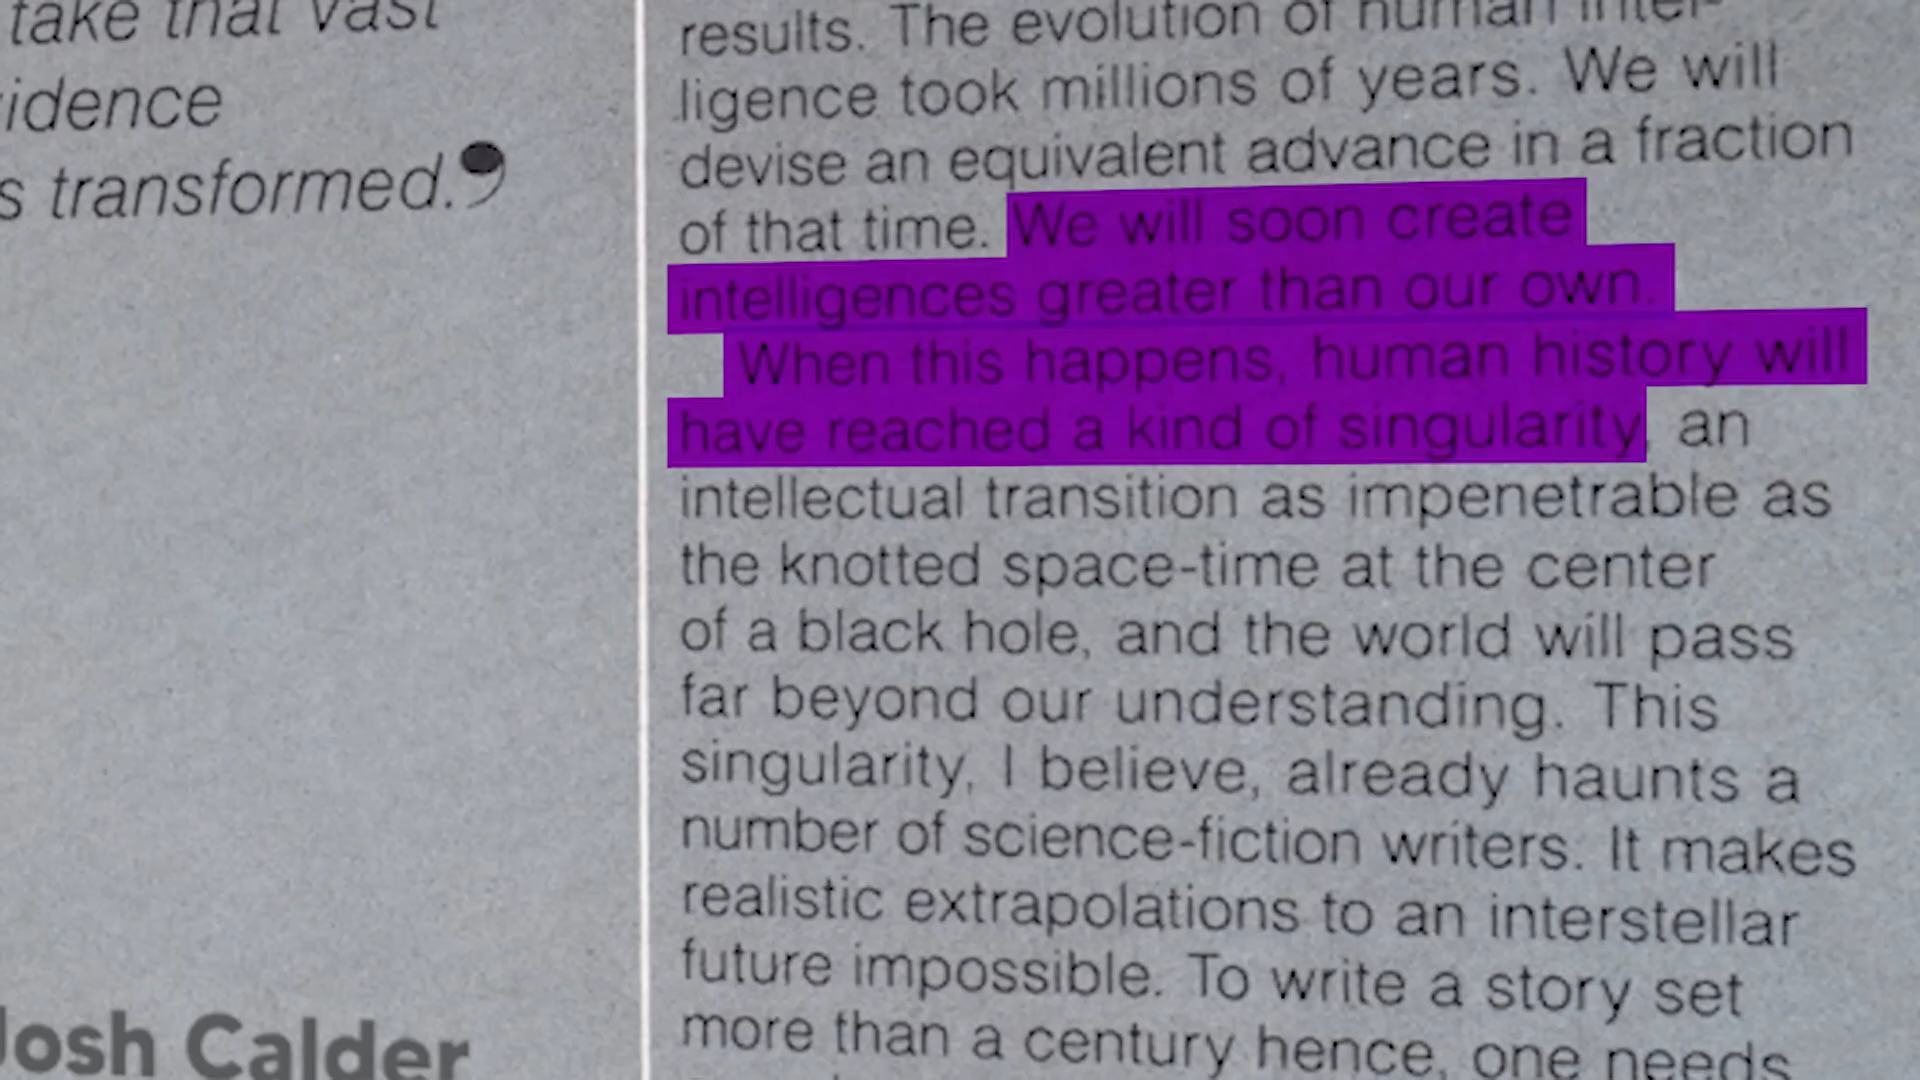 take that vast
idence
s transformed.❜
Josh Calder
results. The evolution of human intel-
ligence took millions of years. We will
devise an equivalent advance in a fraction
of that time. We will soon create
intelligences greater than our own.
When this happens, human history will
have reached a kind of singularity, an
intellectual transition as impenetrable as
the knotted space-time at the center
of a black hole, and the world will pass
far beyond our understanding. This
singularity, I believe, already haunts a
number of science-fiction writers. It makes
realistic extrapolations to an interstellar
future impossible. To write a story set
more than a century hence, one needs